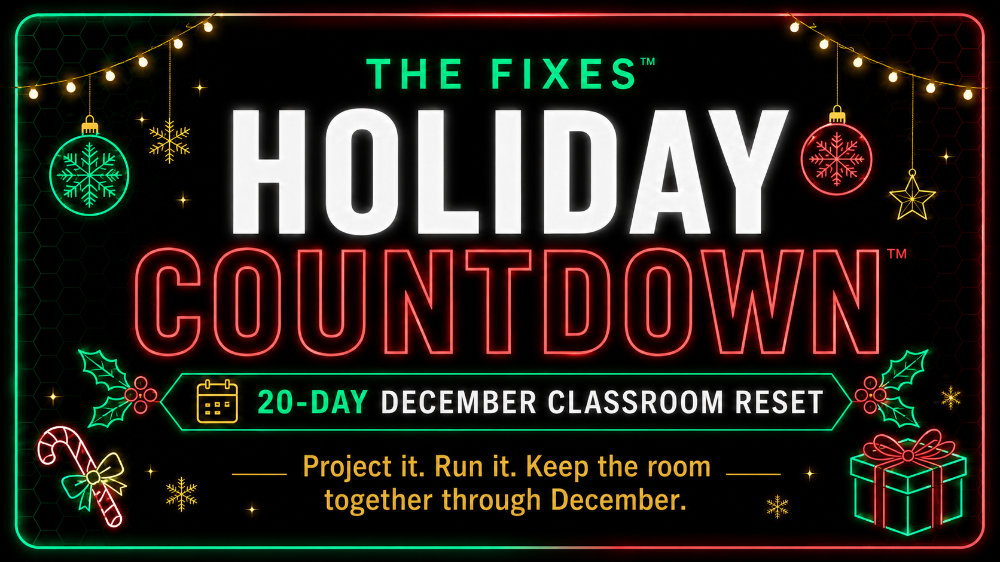 THE FIXES™
HOLIDAY
COUNTDOWN™
20-DAY DECEMBER CLASSROOM RESET
Project it. Run it. Keep the room
together through December.